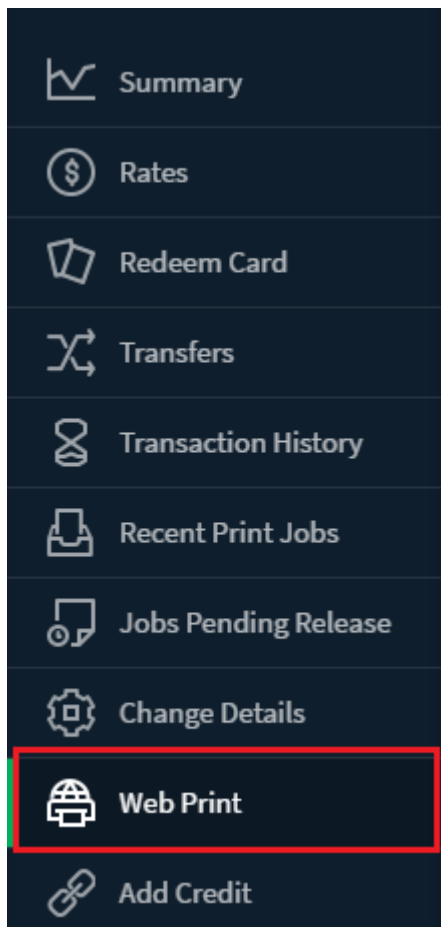 Summary
Rates
Redeem Card
Transfers
Transaction History
Recent Print Jobs
Jobs Pending Release
Change Details
Web Print
Add Credit